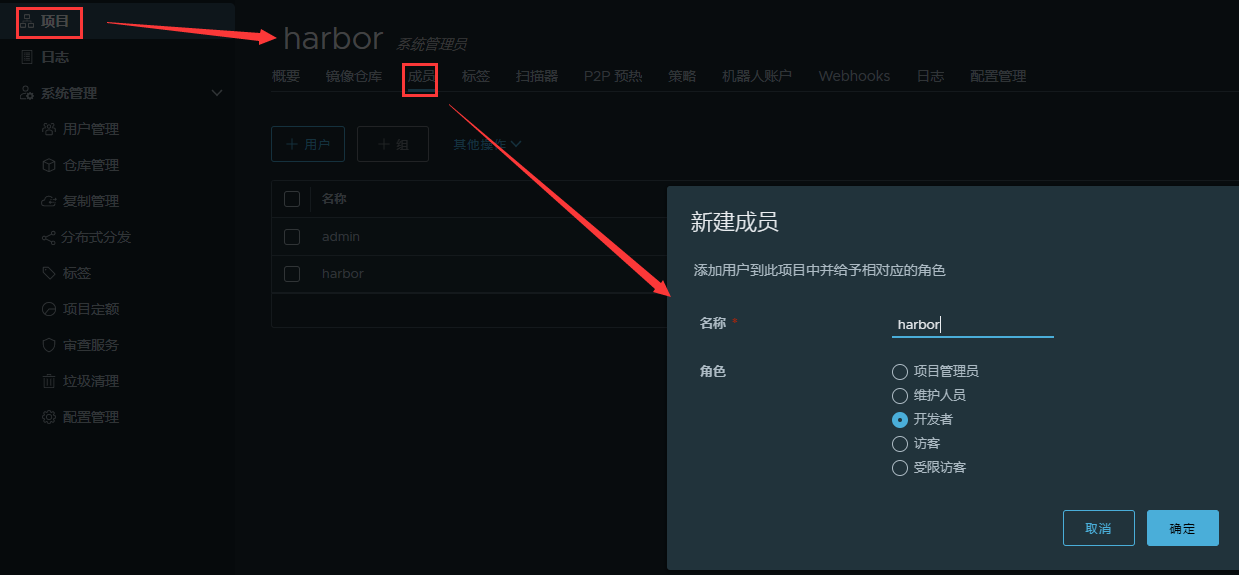 项目
日志
系统管理
用户管理
仓库管理
复制管理
分布式分发
标签
项目定额
审查服务
垃圾清理
配置管理
harbor 系统管理员
概要 镜像仓库 成员 标签 扫描器 P2P 预热 策略 机器人账户 Webhooks 日志 配置管理
+ 用户 + 组 其他操作
名称
admin
harbor
新建成员
添加用户到此项目中并给予相对应的角色
名称 * harbor
角色
项目管理员
维护人员
开发者
访客
受限访客
取消 确定